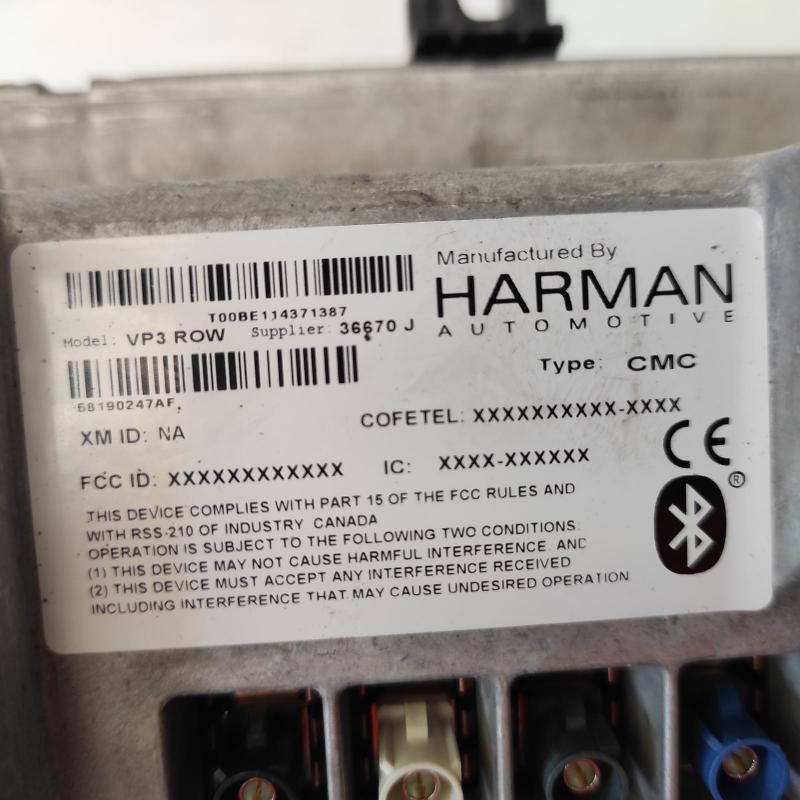 Manufactured By
HARMAN
AUTOMOTIVE
T00BE114371387
Model: VP3 ROW Supplier: 36670 J
Type: CMC
68190247AF
COFETEL: XXXXXXXXXX-XXXX
XM ID: NA
CE
FCC ID: XXXXXXXXXXXX IC: XXXX-XXXXXX
®
THIS DEVICE COMPLIES WITH PART 15 OF THE FCC RULES AND
WITH RSS-210 OF INDUSTRY CANADA
OPERATION IS SUBJECT TO THE FOLLOWING TWO CONDITIONS:
(1) THIS DEVICE MAY NOT CAUSE HARMFUL INTERFERENCE. AND
(2) THIS DEVICE MUST ACCEPT ANY INTERFERENCE RECEIVED
INCLUDING INTERFERENCE THAT MAY CAUSE UNDESIRED OPERATION.